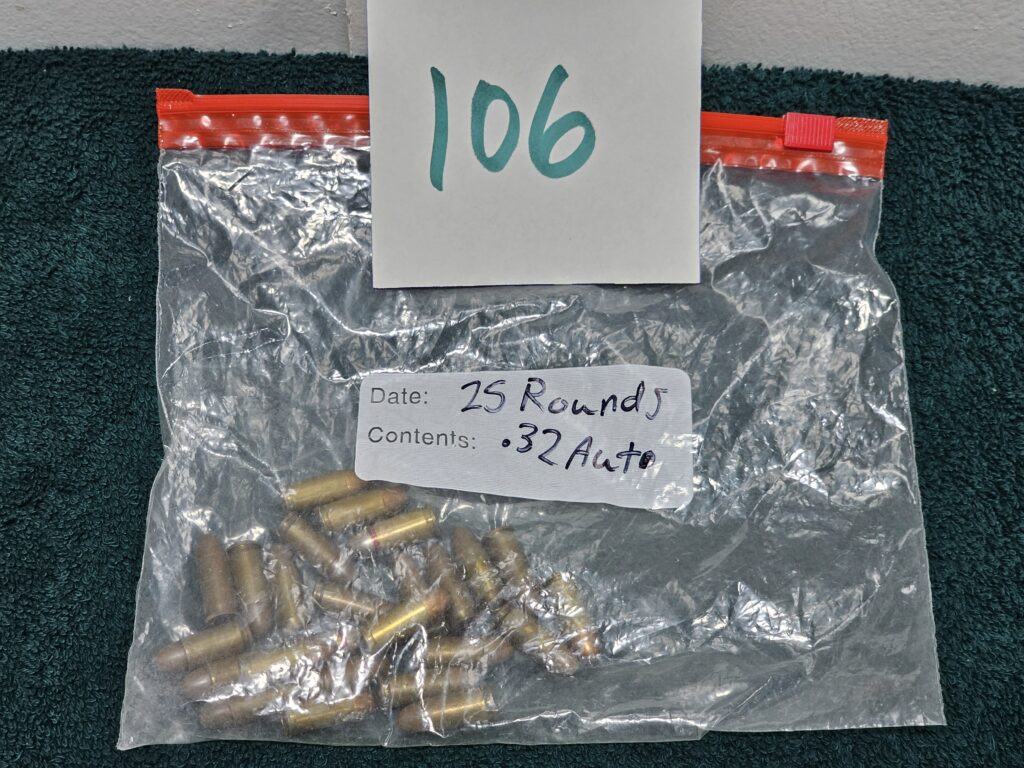 106
Date: 25 Rounds
Contents: .32 Auto